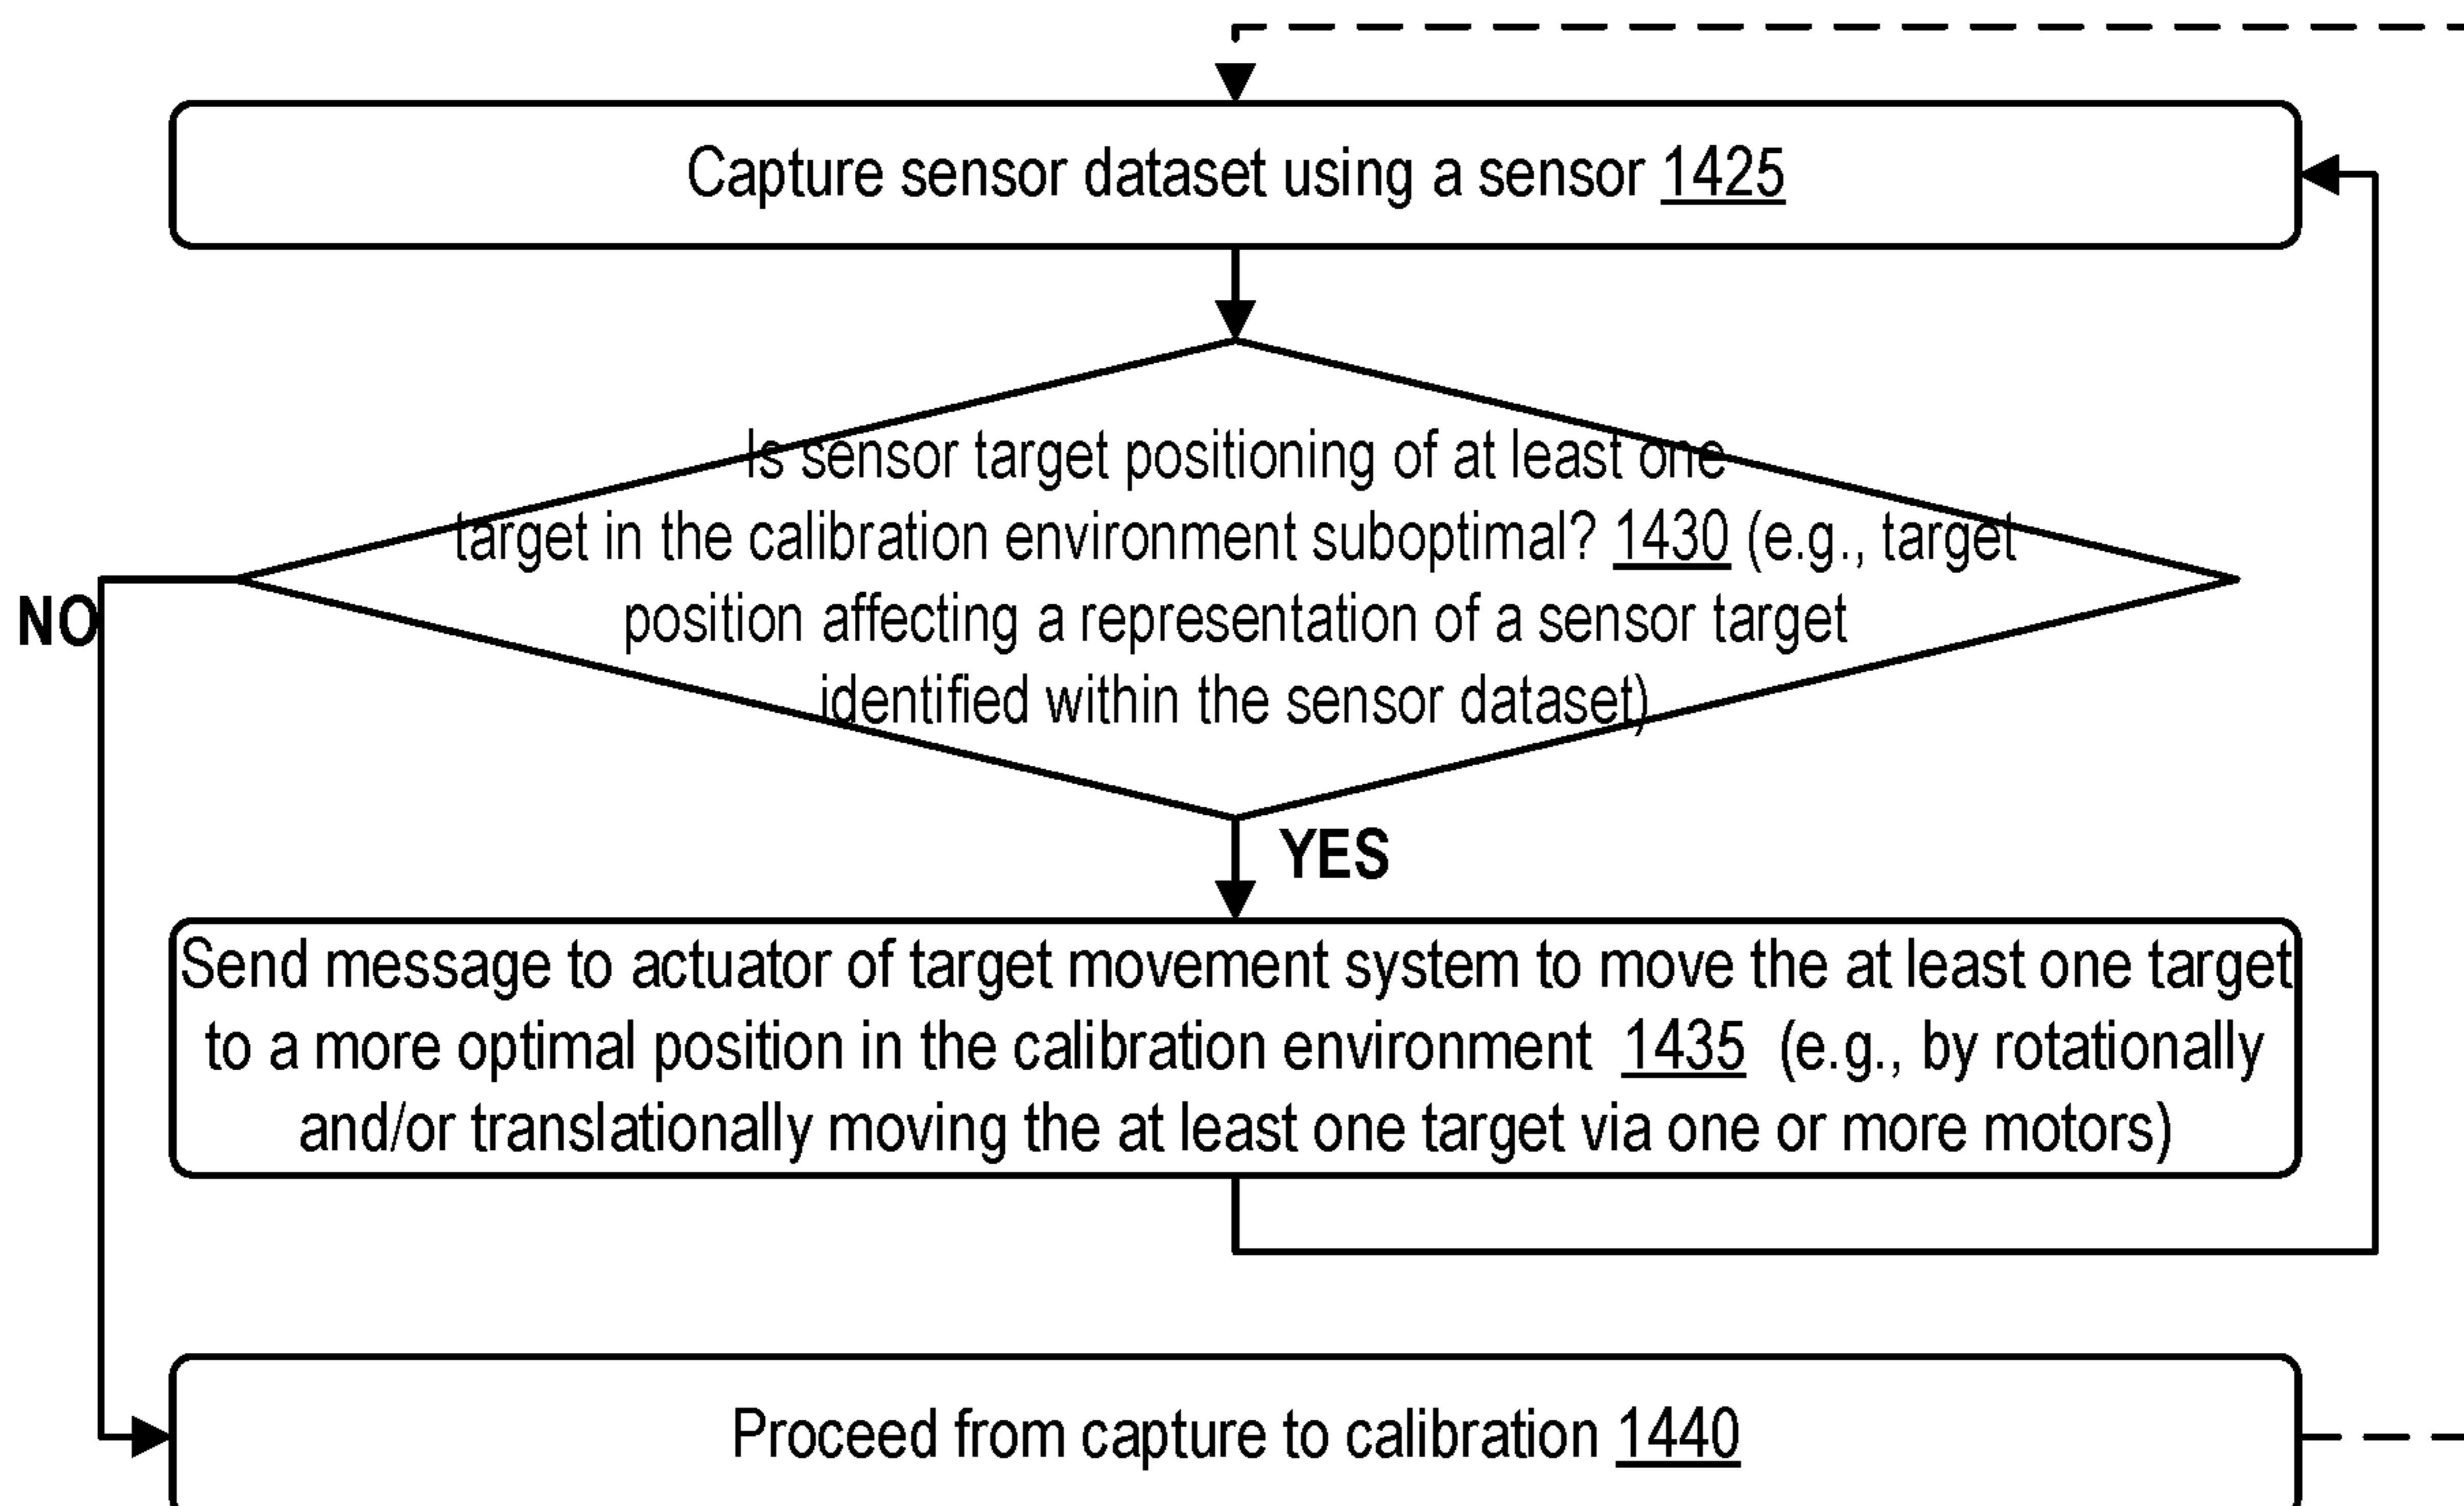 Capture sensor dataset using a sensor 1425
Is sensor target positioning of at least one
target in the calibration environment suboptimal? 1430 (e.g., target
position affecting a representation of a sensor target
identified within the sensor dataset)
NO
YES
Send message to actuator of target movement system to move the at least one target
to a more optimal position in the calibration environment 1435 (e.g., by rotationally
and/or translationally moving the at least one target via one or more motors)
Proceed from capture to calibration 1440